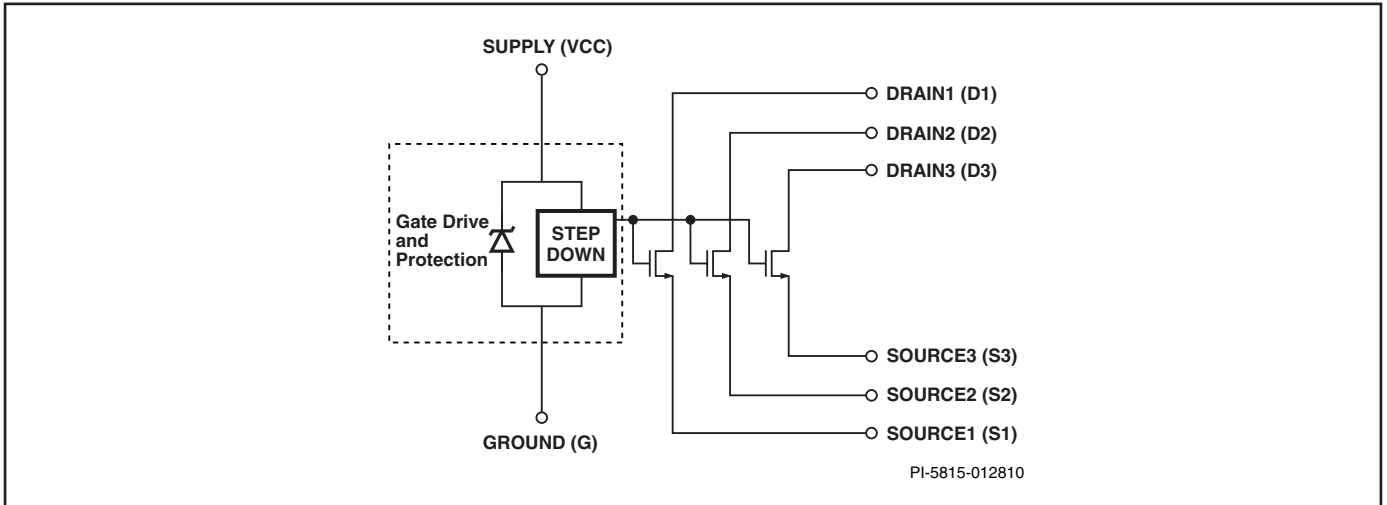 SUPPLY (VCC)
DRAIN1 (D1)
DRAIN2 (D2)
DRAIN3 (D3)
Gate Drive
and
Protection
STEP
DOWN
SOURCE3 (S3)
SOURCE2 (S2)
SOURCE1 (S1)
GROUND (G)
PI-5815-012810